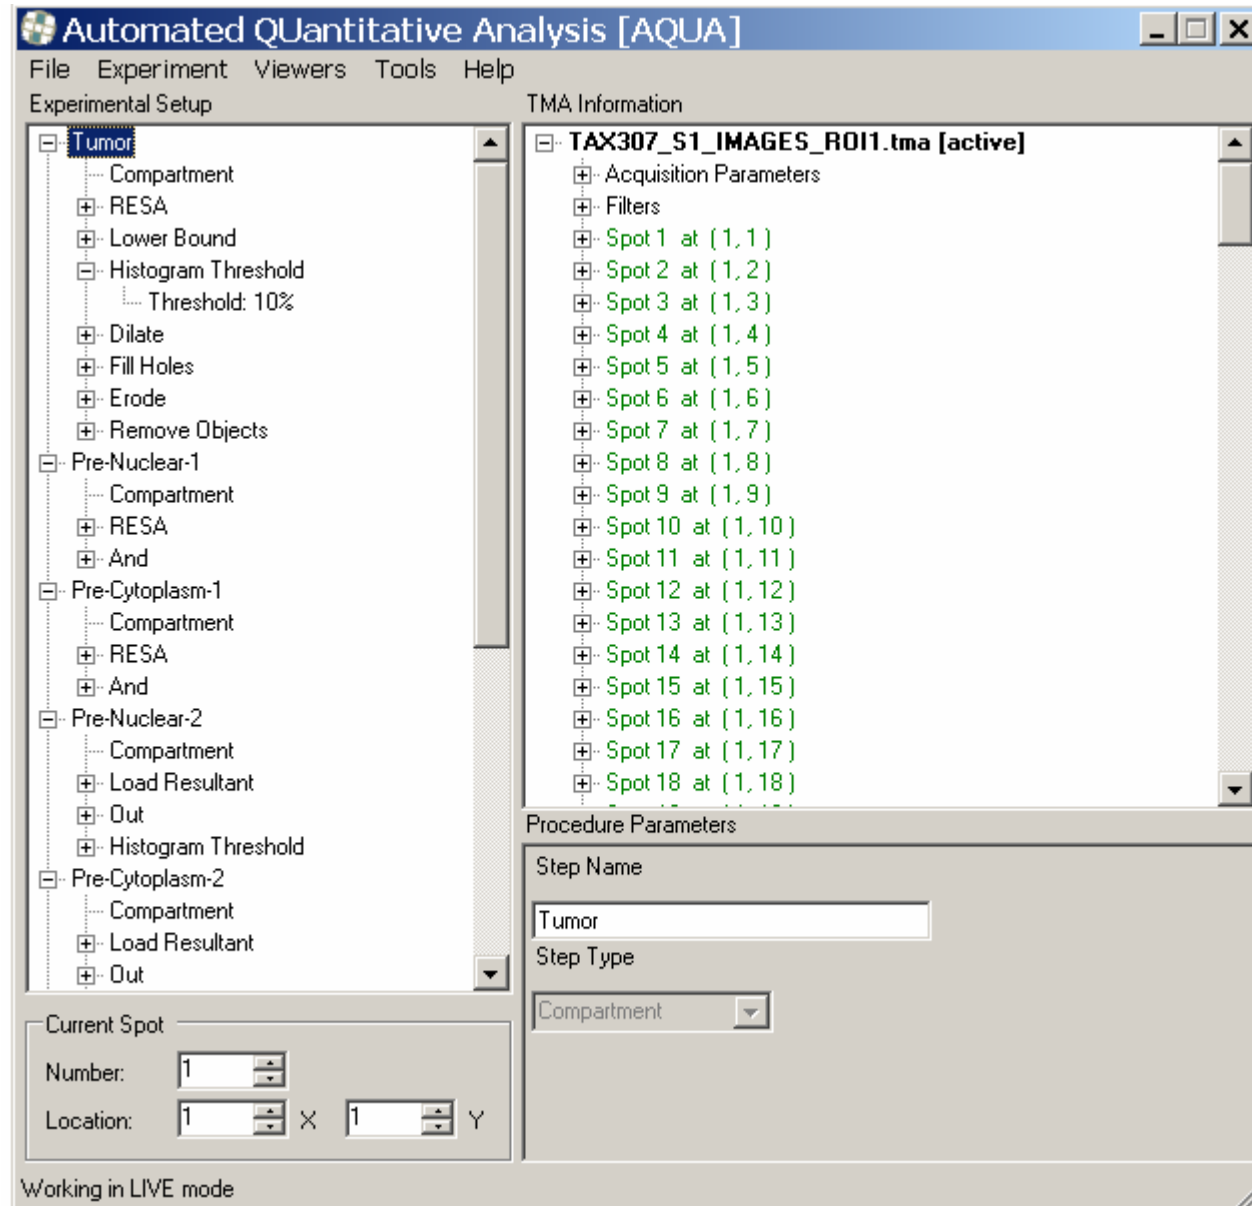 Automated QUantitative Analysis [AQUA]
File Experiment Viewers Tools Help
Experimental Setup
Tumor
Compartment
RESA
Lower Bound
Histogram Threshold
Threshold: 10%
Dilate
Fill Holes
Erode
Remove Objects
Pre-Nuclear-1
Compartment
RESA
And
Pre-Cytoplasm-1
Compartment
RESA
And
Pre-Nuclear-2
Compartment
Load Resultant
Out
Histogram Threshold
Pre-Cytoplasm-2
Compartment
Load Resultant
Out
Current Spot
Number: 1
Location: 1 X 1 Y
TMA Information
TAX307_S1_IMAGES_ROI1.tma [active]
Acquisition Parameters
Filters
Spot 1 at ( 1, 1 )
Spot 2 at ( 1, 2 )
Spot 3 at ( 1, 3 )
Spot 4 at ( 1, 4 )
Spot 5 at ( 1, 5 )
Spot 6 at ( 1, 6 )
Spot 7 at ( 1, 7 )
Spot 8 at ( 1, 8 )
Spot 9 at ( 1, 9 )
Spot 10 at ( 1, 10 )
Spot 11 at ( 1, 11 )
Spot 12 at ( 1, 12 )
Spot 13 at ( 1, 13 )
Spot 14 at ( 1, 14 )
Spot 15 at ( 1, 15 )
Spot 16 at ( 1, 16 )
Spot 17 at ( 1, 17 )
Spot 18 at ( 1, 18 )
Procedure Parameters
Step Name
Tumor
Step Type
Compartment
Working in LIVE mode